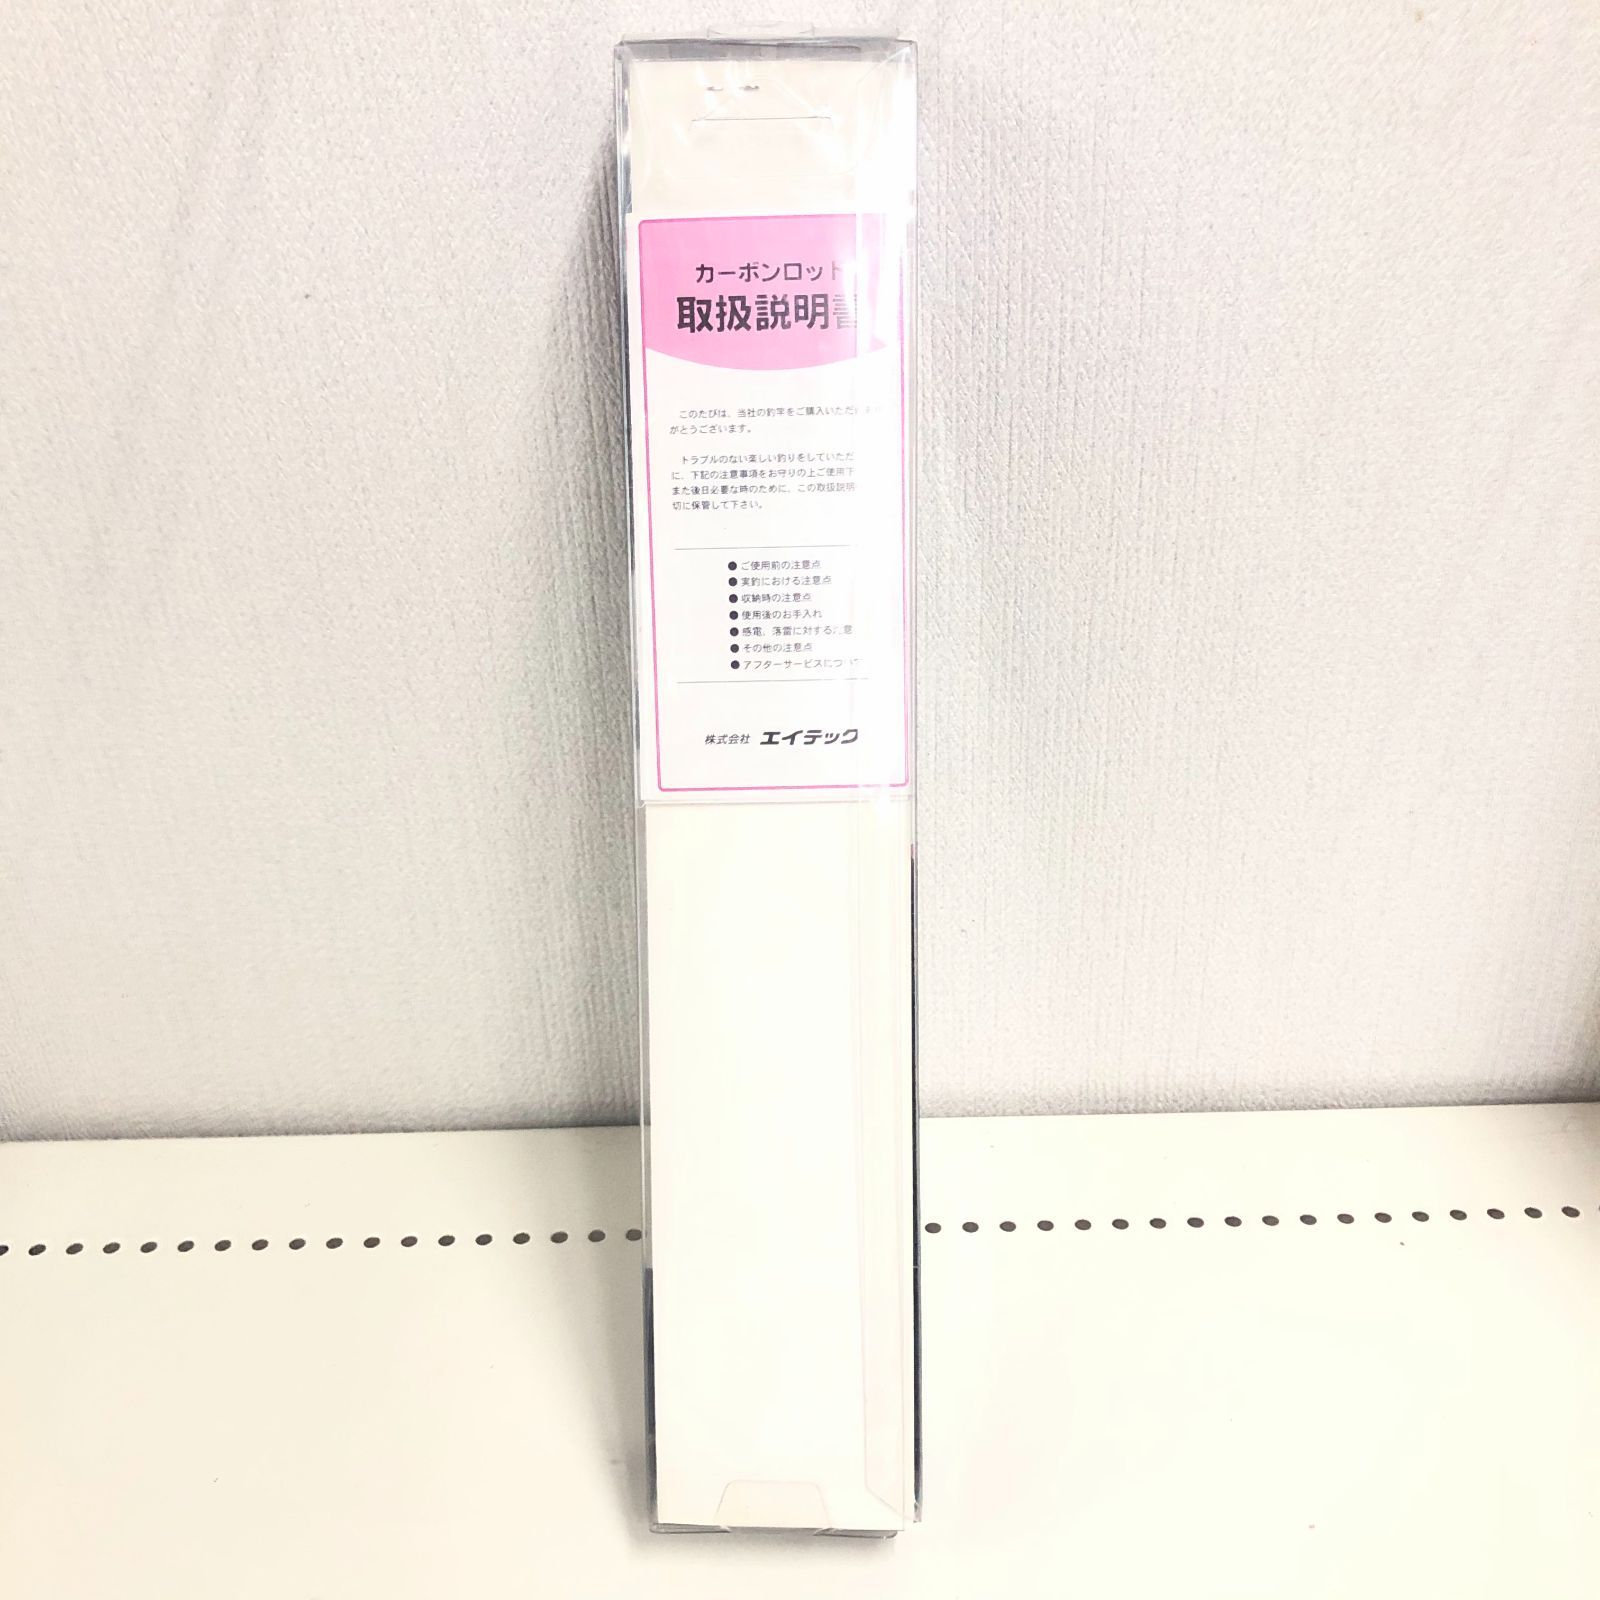 カーボンロット
取扱説明書
このたびは、当社の釣竿をご購入いただ
がとうございます。
トラブルのない楽しい釣りをしていただ
に、下記の注意事項をお守りの上ご使用下
また後日必要な時のために、この取扱説明
切に保管して下さい。
●ご使用前の注意点
●実釣における注意点
●収納時の注意点
●使用後のお手入れ
●感電、落雷に対する注意
●その他の注意点
●アフターサービスについて
株式会社 エイテック